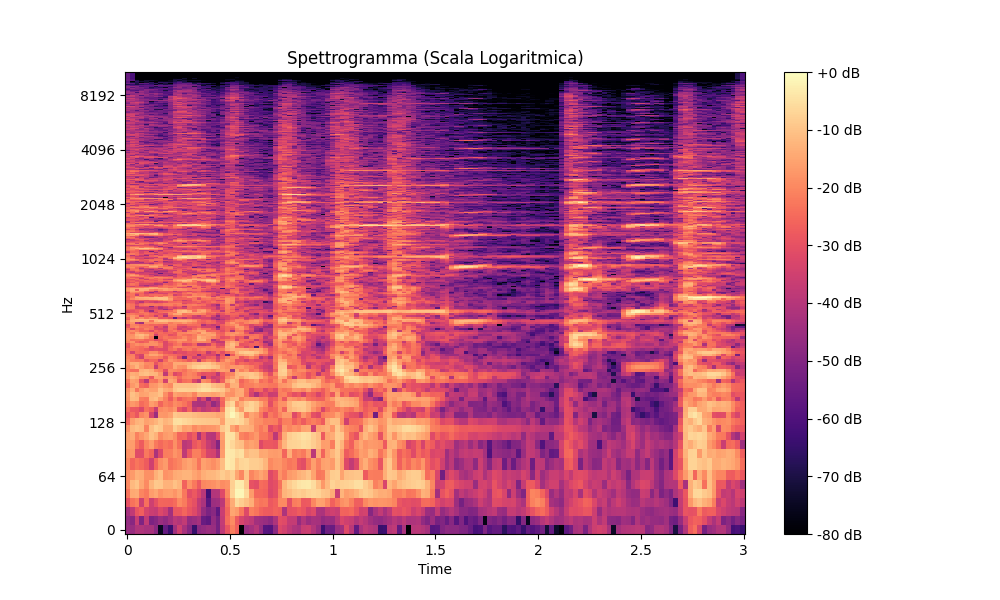 Spettrogramma (Scala Logaritmica)
Hz
8192
4096
2048
1024
512
256
128
64
0
0 0.5 1 1.5 2 2.5 3
Time
+0 dB
-10 dB
-20 dB
-30 dB
-40 dB
-50 dB
-60 dB
-70 dB
-80 dB